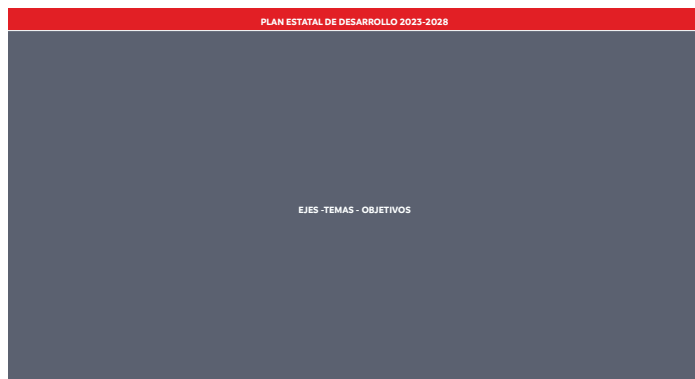 PLAN ESTATAL DE DESARROLLO 2023-2028
EJES -TEMAS - OBJETIVOS